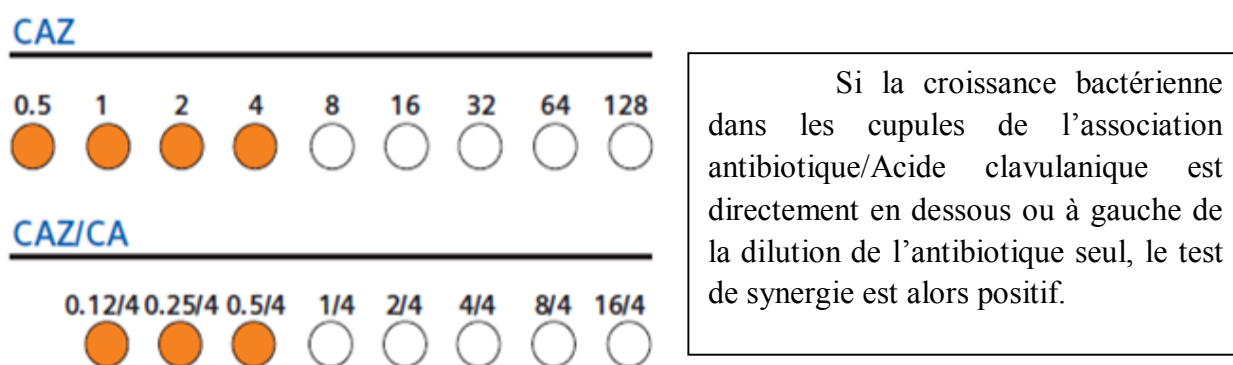 CAZ
0.5 1 2 4 8 16 32 64 128
CAZ/CA
0.12/4 0.25/4 0.5/4 1/4 2/4 4/4 8/4 16/4
Si la croissance bactérienne
dans les cupules de l’association
antibiotique/Acide clavulanique est
directement en dessous ou à gauche de
la dilution de l’antibiotique seul, le test
de synergie est alors positif.